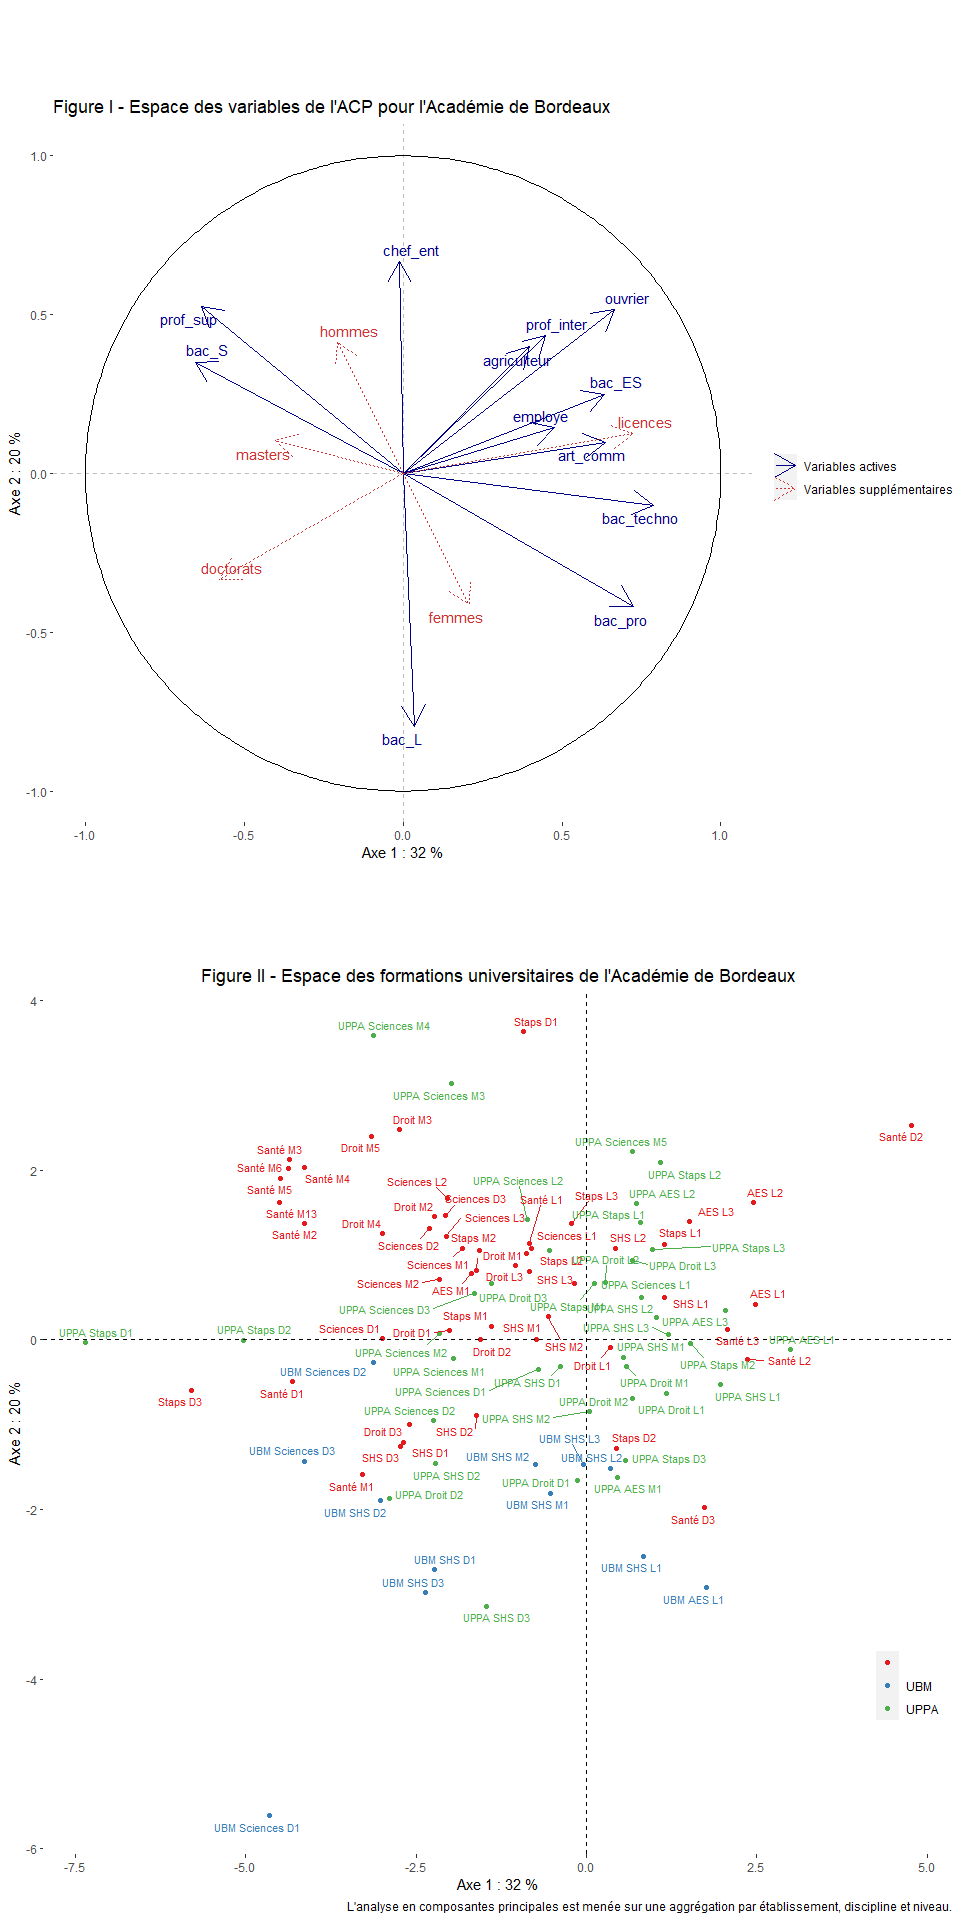 Figure I - Espace des variables de l'ACP pour l'Académie de Bordeaux
1.0
chef_ent
ouvrier
0.5
prof_sup
hommes
prof_inter
bac_S
agriculteur
bac_ES
employe
licences
masters
art_comm
Axe 2 : 20 %
0.0
Variables actives
Variables supplémentaires
bac_techno
doctorats
femmes
bac_pro
-0.5
bac_L
-1.0
-1.0
-0.5
0.0
0.5
1.0
Axe 1 : 32 %
Figure II - Espace des formations universitaires de l'Académie de Bordeaux
4
UPPA Sciences M4
Staps D1
UPPA Sciences M3
Droit M3
Droit M5
Santé D2
Santé M3
UPPA Sciences M5
Santé M6
2
Santé M4
UPPA Staps L2
Sciences L2
UPPA Sciences L2
Santé M5
UPPA AES L2
AES L2
Sciences D3
Santé L1
Staps L3
Droit M2
Santé M13
AES L3
UPPA Staps L1
Sciences L3
Droit M4
Santé M2
Staps M2
Sciences L1
SHS L2
Staps L1
Sciences D2
UPPA Staps L3
Droit M1
Staps L2
UPPA Droit L2
Sciences M1
UPPA Droit L3
Droit L3
SHS L3
Sciences M2
UPPA Sciences L1
AES M1
UPPA Droit D3
AES L1
UPPA Sciences D3
UPPA Staps M1
UPPA SHS L2
SHS L1
Staps M1
UPPA AES L3
Sciences D1
Droit D1
SHS M1
UPPA SHS L3
UPPA Staps D1
UPPA Staps D2
0
Santé L3
UPPA AES L1
SHS M2
UPPA SHS M1
UPPA Sciences M2
Droit D2
Santé L2
UPPA Staps M2
Droit L1
UBM Sciences D2
UPPA Sciences M1
UPPA SHS D1
UPPA Droit M1
UPPA Sciences D1
Santé D1
UPPA SHS L1
Staps D3
UPPA Droit M2
UPPA Droit L1
UPPA Sciences D2
UPPA SHS M2
Droit D3
SHS D2
UBM SHS L3
Staps D2
Axe 2 : 20 %
UBM Sciences D3
SHS D1
SHS D3
UBM SHS M2
UBM SHS L2
UPPA Staps D3
UPPA SHS D2
UPPA Droit D1
Santé M1
UPPA AES M1
UPPA Droit D2
UBM SHS M1
-2
UBM SHS D2
Santé D3
UBM SHS D1
UBM SHS L1
UBM SHS D3
UBM AES L1
UPPA SHS D3
-4
UBM
UPPA
UBM Sciences D1
-6
-7.5
-5.0
-2.5
0.0
2.5
5.0
Axe 1 : 32 %
L'analyse en composantes principales est menée sur une aggrégation par établissement, discipline et niveau.